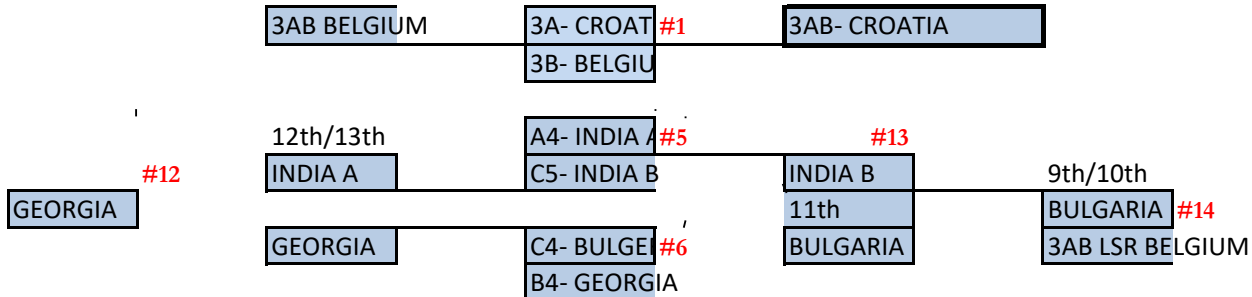 3AB BELGIUM 3A- CROAT #1 3AB- CROATIA
3B- BELGIU
12th/13th A4- INDIA A #5 #13
#12 INDIA A C5- INDIA B INDIA B 9th/10th
GEORGIA 11th BULGARIA #14
GEORGIA C4- BULGE #6 BULGARIA 3AB LSR BELGIUM
B4- GEORGIA